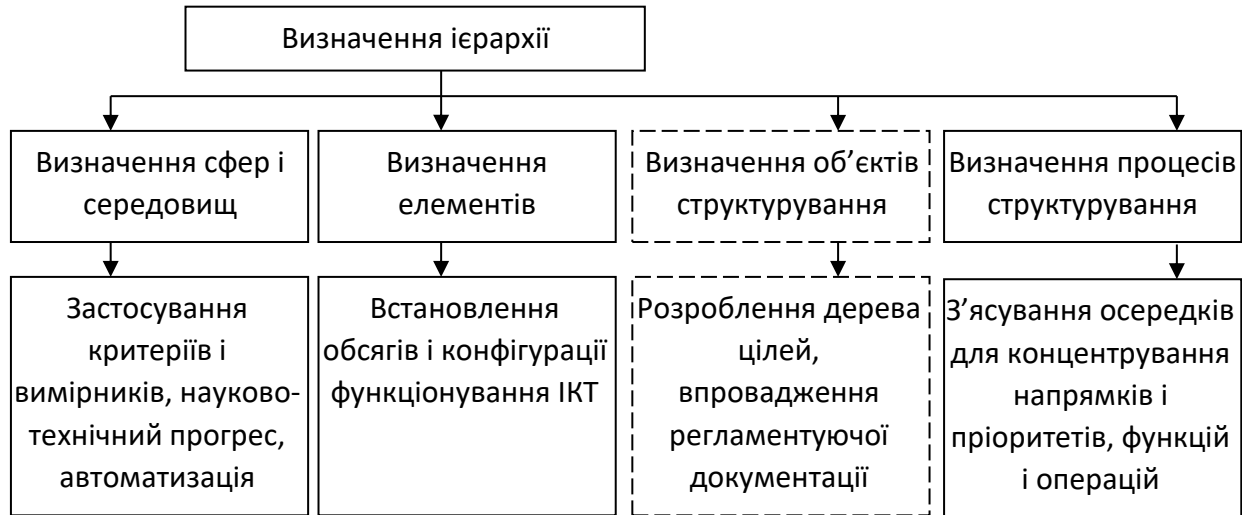 Визначення ієрархії
Визначення сфер і
середовищ
Визначення
елементів
Визначення об’єктів
структурування
Визначення процесів
структурування
Застосування
критеріїв і
вимірників, науково-
технічний прогрес,
автоматизація
Встановлення
обсягів і конфігурації
функціонування ІКТ
Розроблення дерева
цілей,
впровадження
регламентуючої
документації
З’ясування осередків
для концентрування
напрямків і
пріоритетів, функцій
і операцій